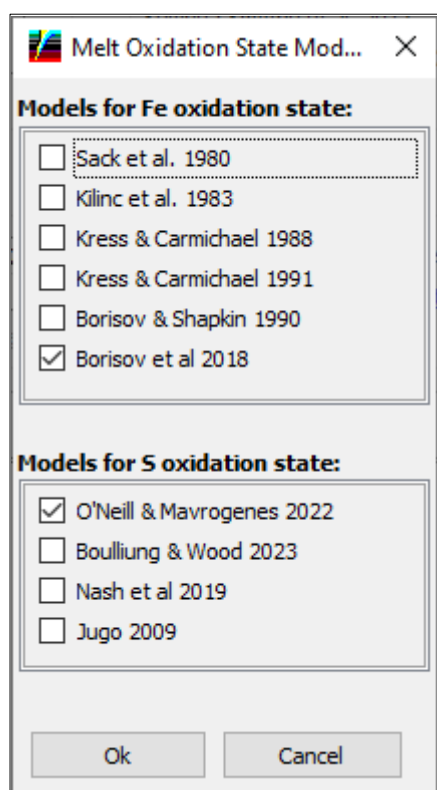 Melt Oxidation State Mod...
Models for Fe oxidation state:
Sack et al. 1980
Kilinc et al. 1983
Kress & Carmichael 1988
Kress & Carmichael 1991
Borisov & Shapkin 1990
Borisov et al 2018
Models for S oxidation state:
O'Neill & Mavrogenes 2022
Boulliung & Wood 2023
Nash et al 2019
Jugo 2009
Ok
Cancel